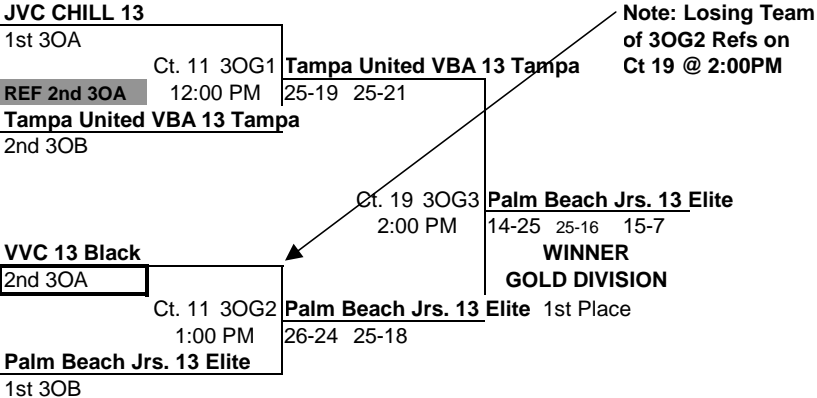 JVC CHILL 13
Note: Losing Team
1st 3OA
of 3OG2 Refs on
Ct. 11 3OG1 Tampa United VBA 13 Tampa
Ct 19 @ 2:00PM
REF 2nd 3OA 12:00 PM 25-19 25-21
Tampa United VBA 13 Tampa
2nd 3OB
Ct. 19 3OG3 Palm Beach Jrs. 13 Elite
2:00 PM 14-25 25-16 15-7
VVC 13 Black WINNER
2nd 3OA GOLD DIVISION
Ct. 11 3OG2 Palm Beach Jrs. 13 Elite 1st Place
1:00 PM 26-24 25-18
Palm Beach Jrs. 13 Elite
1st 3OB